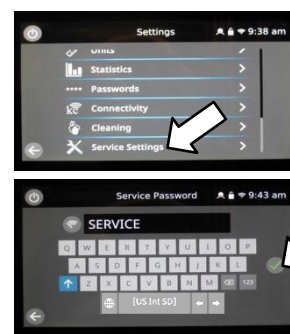 Settings 9:38 am
Units
Statistics
Passwords
Connectivity
Cleaning
Service Settings
Service Password 9:43 am
SERVICE
Q W E R T Y U I O P
A S D F G H J K L
Z X C V B N M 123
[US Int SD]